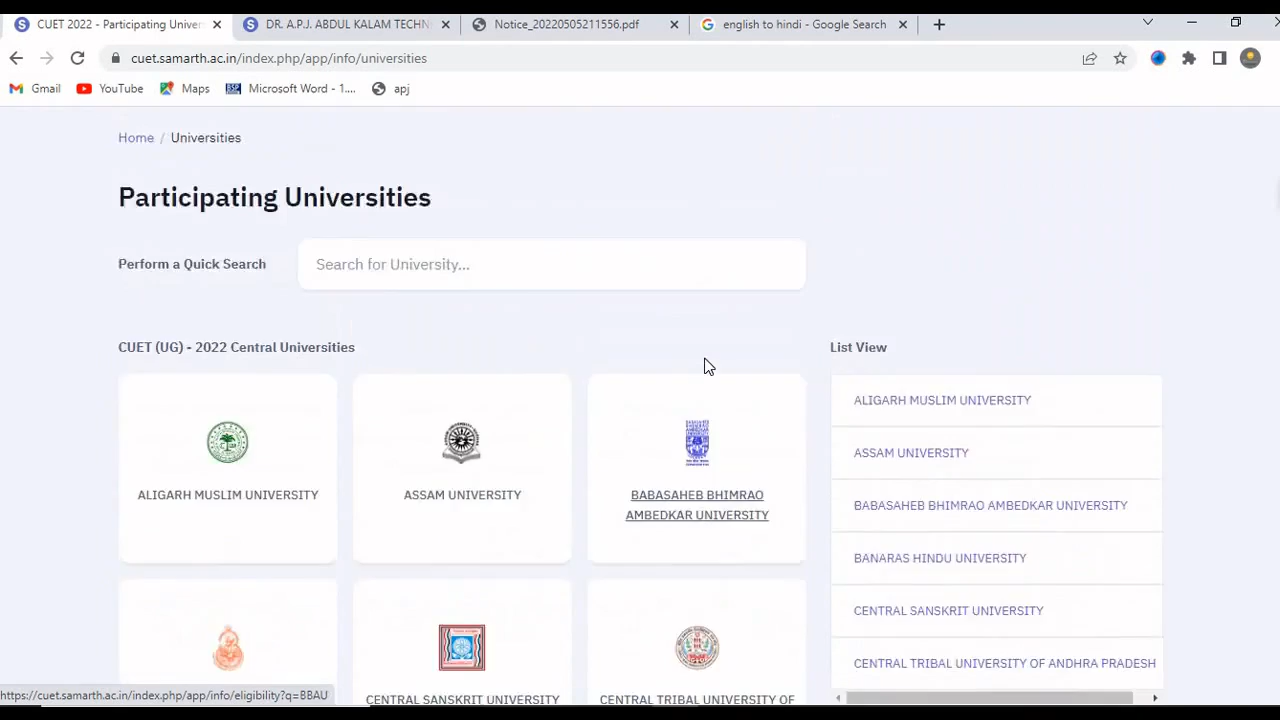 CUET 2022 - Participating Univer
DR. A.P.J. ABDUL KALAM TECHN
Notice_20220505211556.pdf
english to hindi - Google Search
cuet.samarth.ac.in/index.php/app/info/universities
Gmail
YouTube
Maps
Microsoft Word - 1....
apj
Home / Universities
Participating Universities
Perform a Quick Search
Search for University...
CUET (UG) - 2022 Central Universities
ALIGARH MUSLIM UNIVERSITY
ASSAM UNIVERSITY
BABASAHEB BHIMRAO
AMBEDKAR UNIVERSITY
CENTRAL SANSKRIT UNIVERSITY
CENTRAL TRIBAL UNIVERSITY OF
List View
ALIGARH MUSLIM UNIVERSITY
ASSAM UNIVERSITY
BABASAHEB BHIMRAO AMBEDKAR UNIVERSITY
BANARAS HINDU UNIVERSITY
CENTRAL SANSKRIT UNIVERSITY
CENTRAL TRIBAL UNIVERSITY OF ANDHRA PRADESH
https://cuet.samarth.ac.in/index.php/app/info/eligibility?q=BBAU